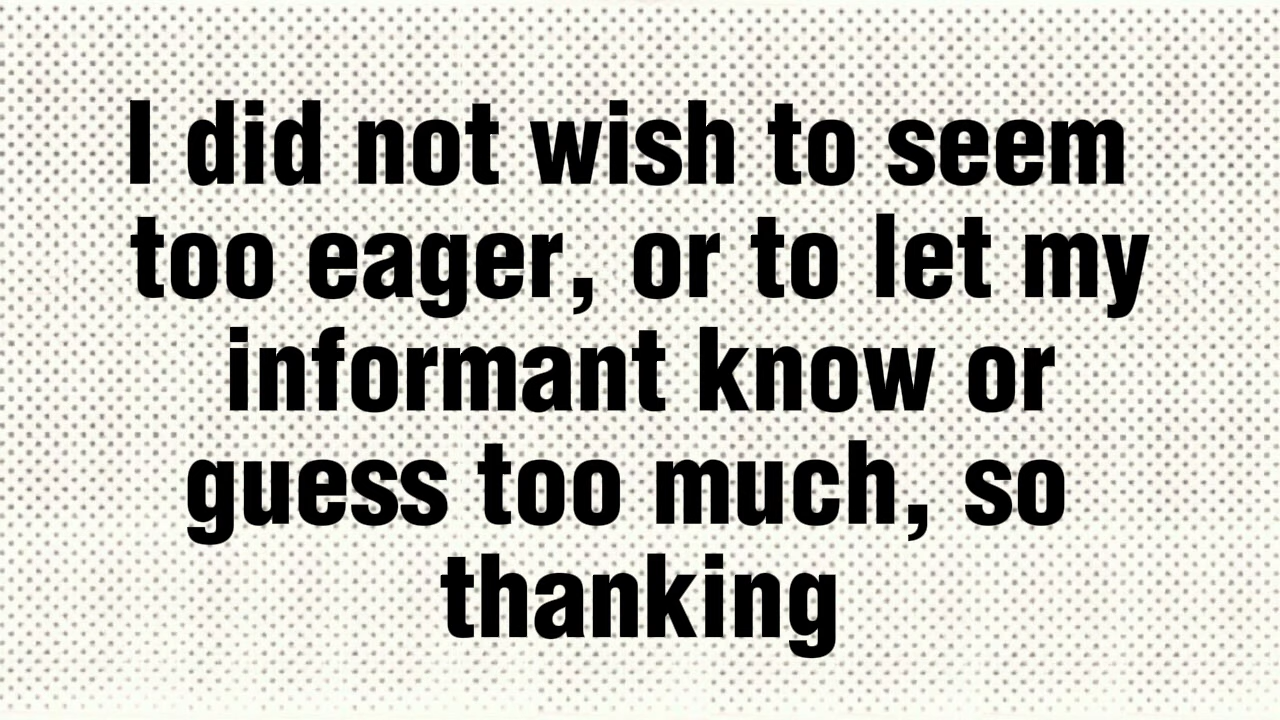 I did not wish to seem
too eager, or to let my
informant know or
guess too much, so
thanking